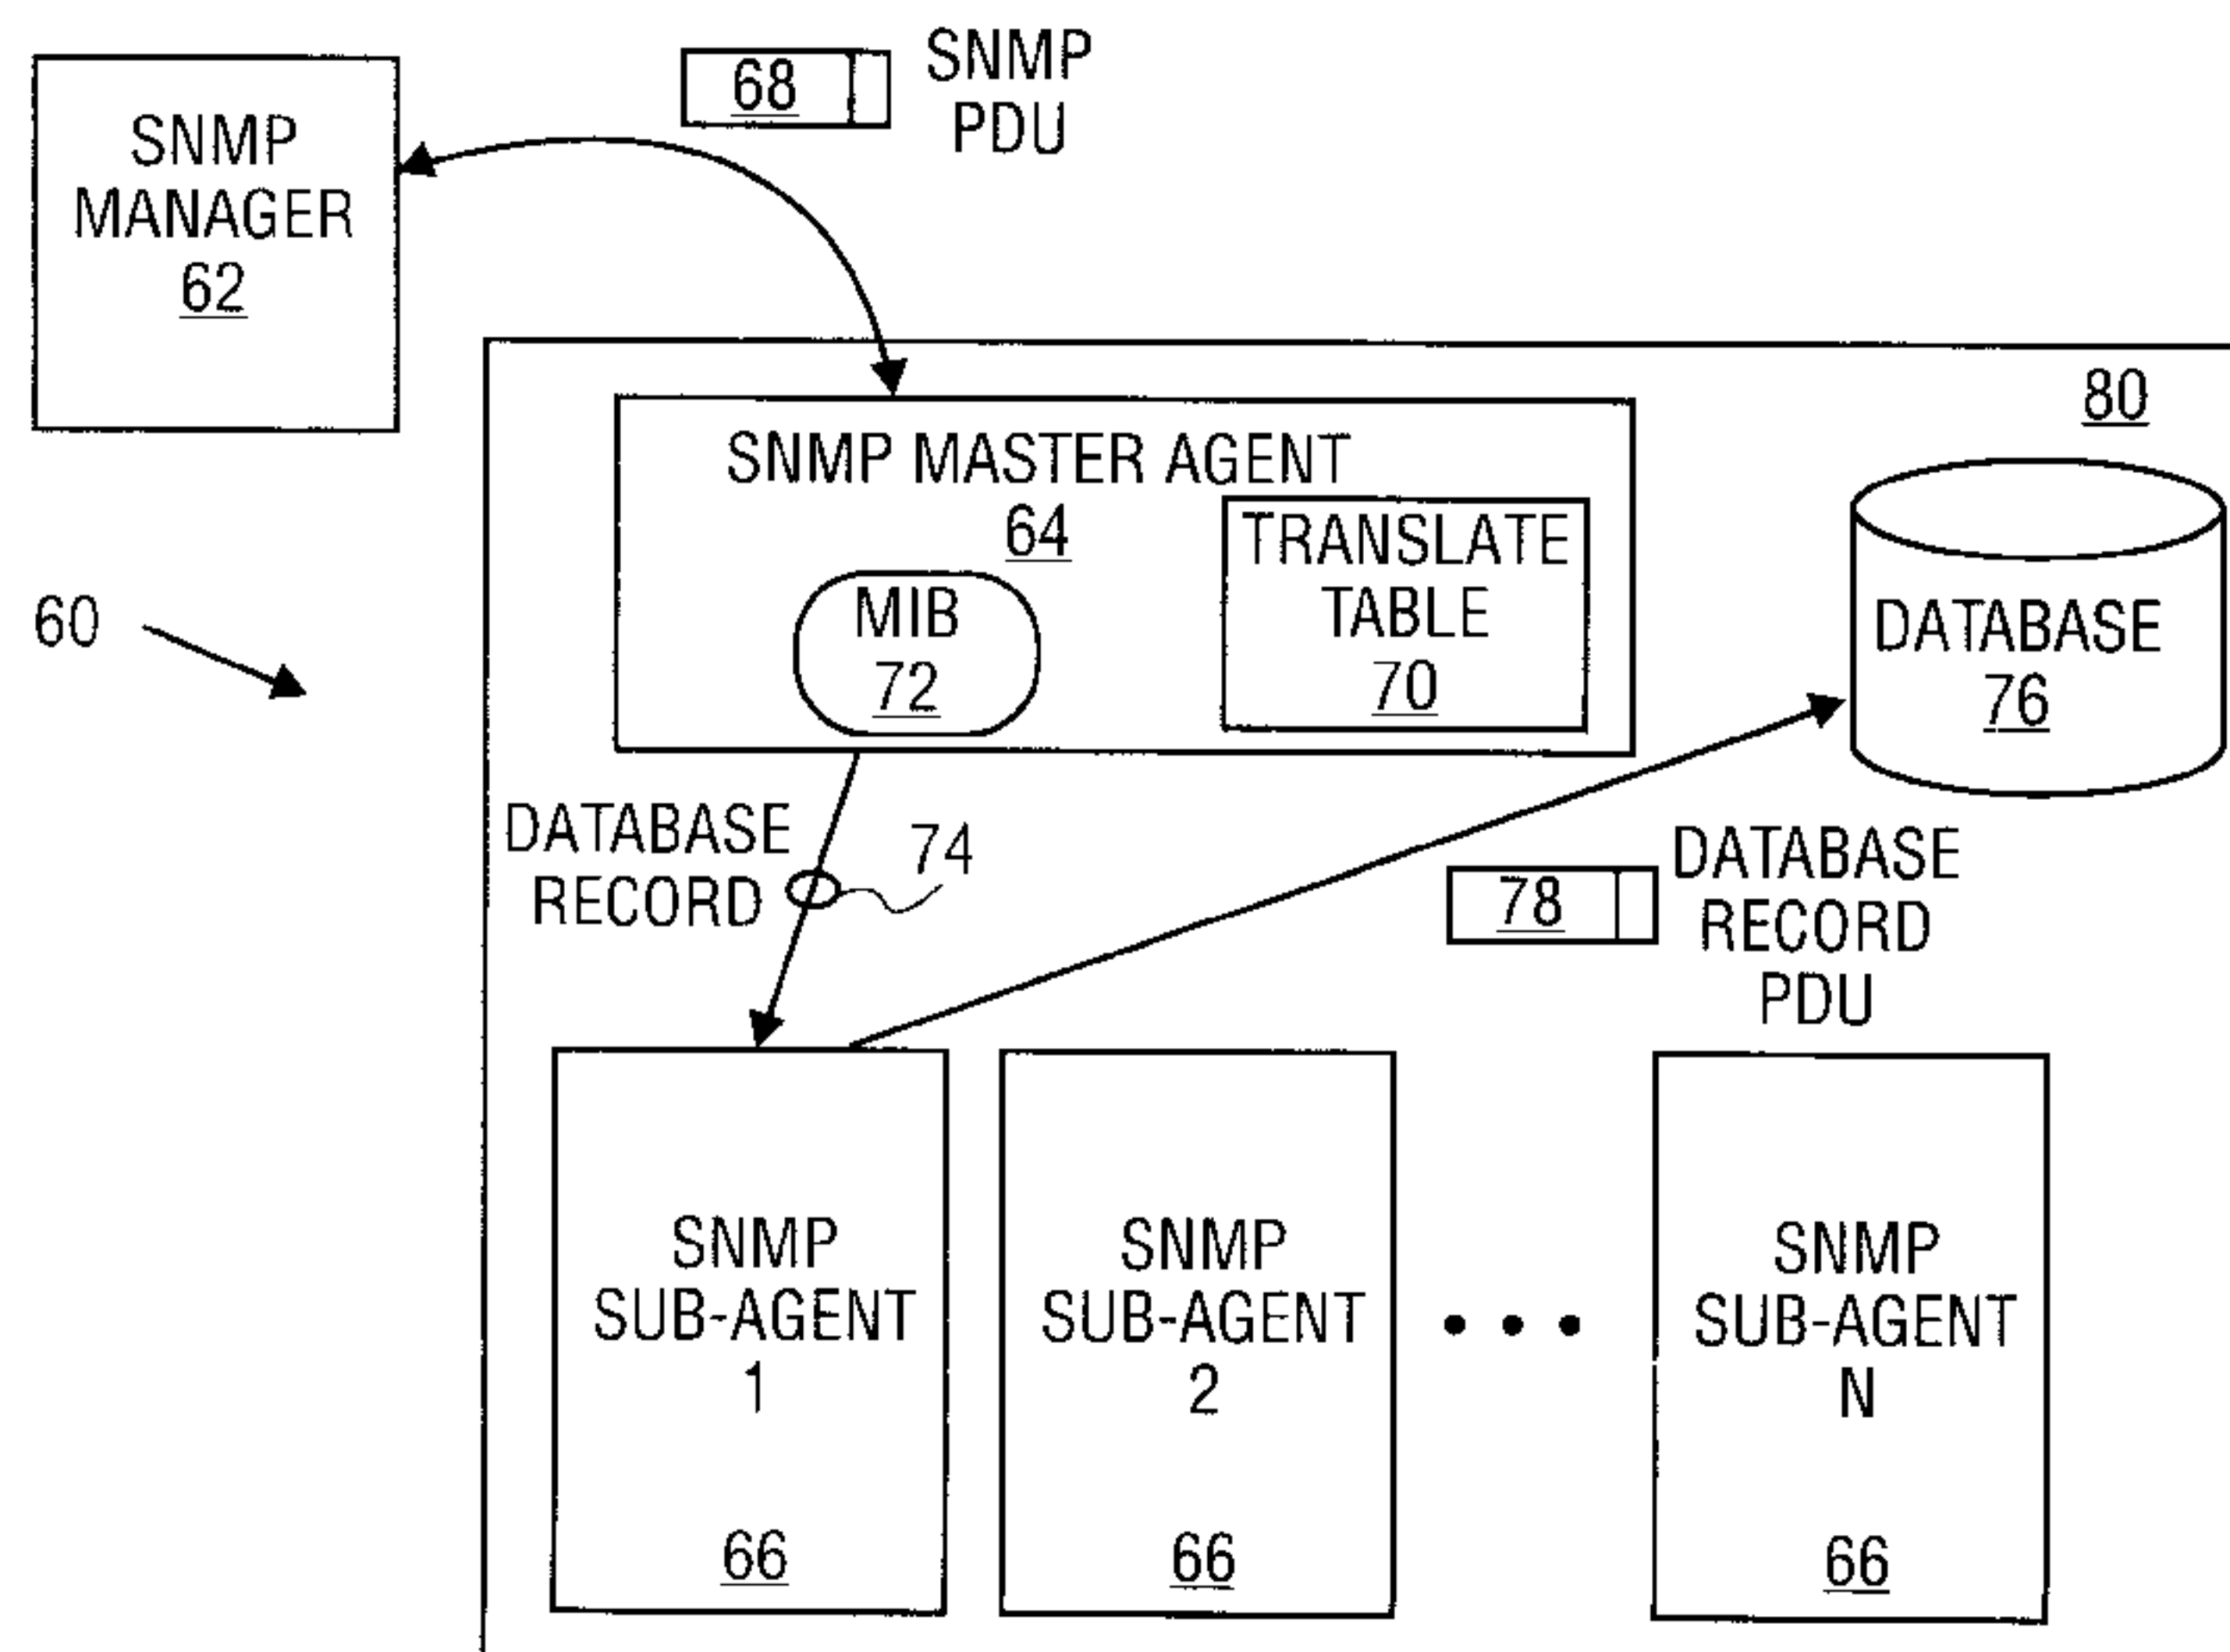 SNMP
MANAGER
62
68
SNMP
PDU
80
SNMP MASTER AGENT
64
MIB
72
TRANSLATE
TABLE
70
DATABASE
76
60
DATABASE
RECORD
74
78
DATABASE
RECORD
PDU
SNMP
SUB-AGENT
1
66
SNMP
SUB-AGENT
2
66
• • •
SNMP
SUB-AGENT
N
66